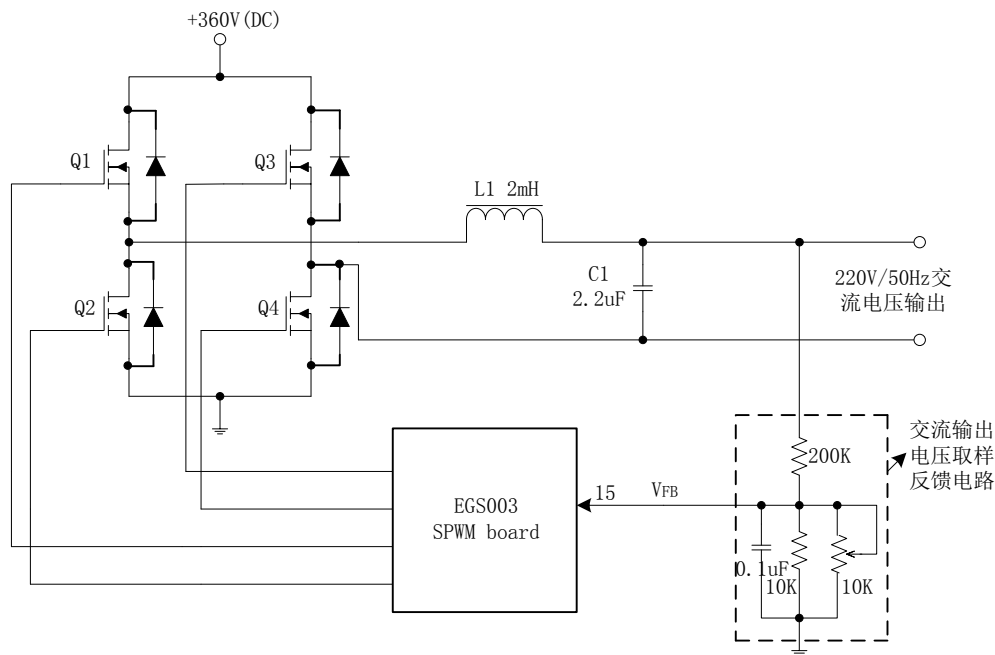 +360V(DC)
Q1
Q3
L1 2mH
Q2
Q4
C1
2.2uF
220V/50Hz交
流电压输出
交流输出
电压取样
反馈电路
200K
EGS003
SPWM board
15
VFB
0.1uF
10K
10K